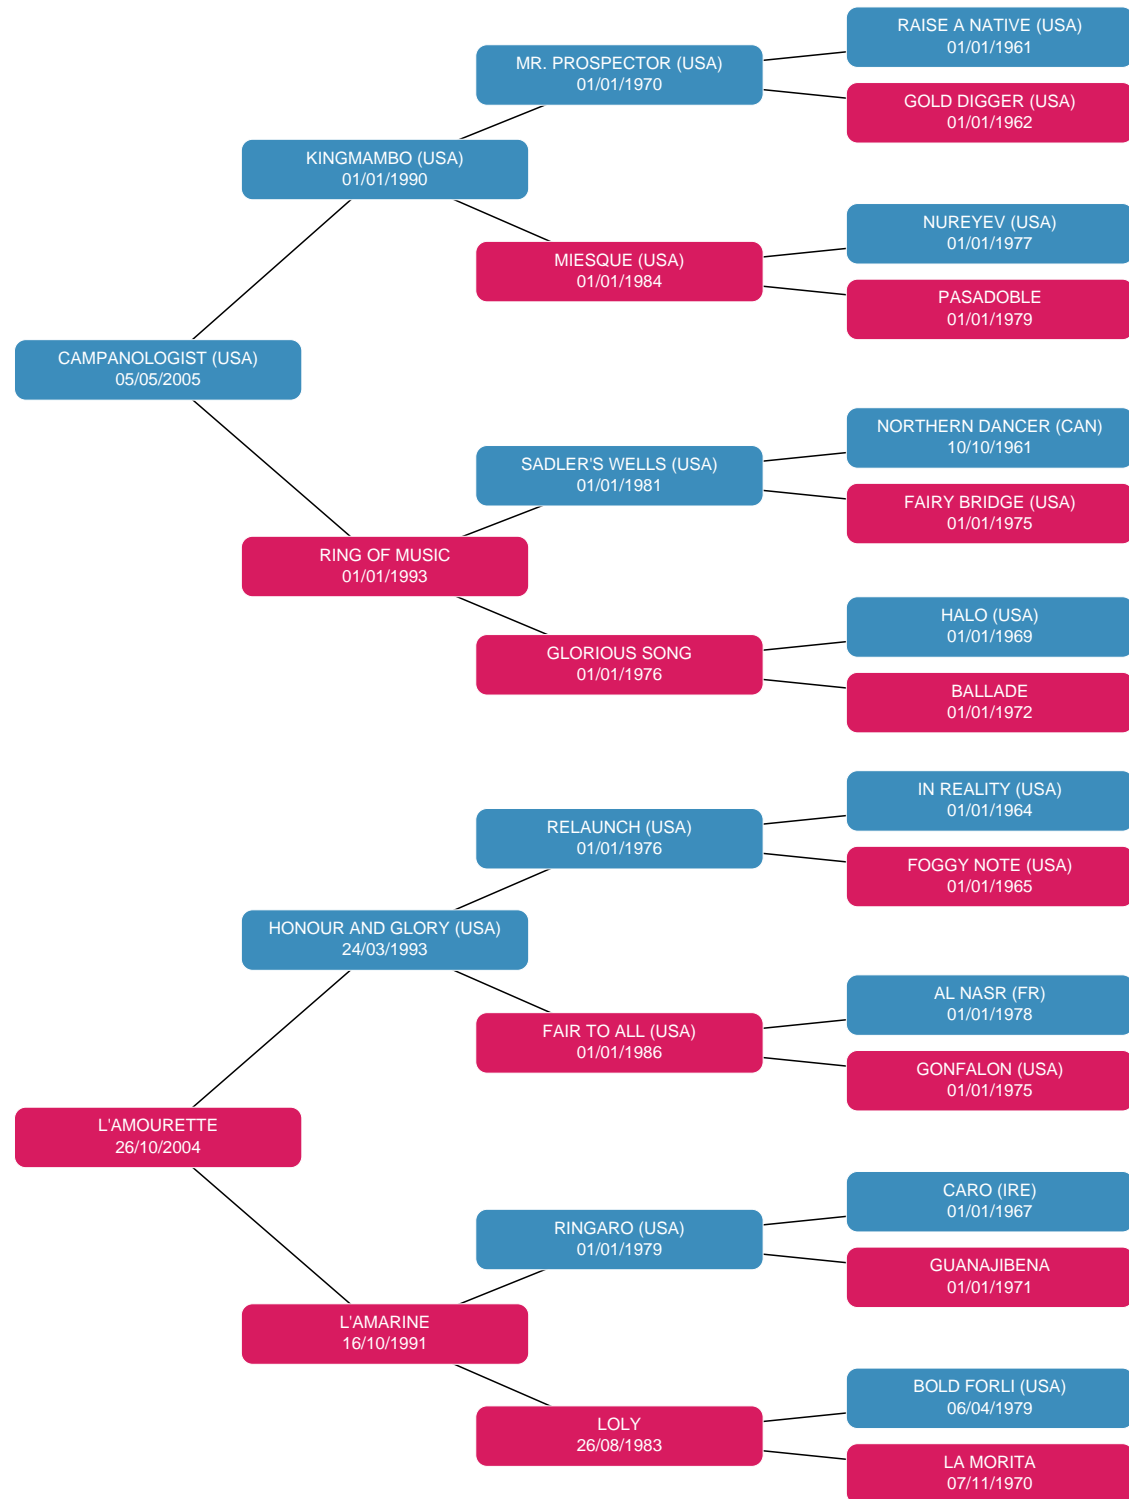 RAISE A NATIVE (USA)
01/01/1961
MR. PROSPECTOR (USA)
01/01/1970
GOLD DIGGER (USA)
01/01/1962
KINGMAMBO (USA)
01/01/1990
NUREYEV (USA)
01/01/1977
MIESQUE (USA)
01/01/1984
PASADOBLE
01/01/1979
CAMPANOLOGIST (USA)
05/05/2005
NORTHERN DANCER (CAN)
10/10/1961
SADLER'S WELLS (USA)
01/01/1981
FAIRY BRIDGE (USA)
01/01/1975
RING OF MUSIC
01/01/1993
HALO (USA)
01/01/1969
GLORIOUS SONG
01/01/1976
BALLADE
01/01/1972
IN REALITY (USA)
01/01/1964
RELAUNCH (USA)
01/01/1976
FOGGY NOTE (USA)
01/01/1965
HONOUR AND GLORY (USA)
24/03/1993
AL NASR (FR)
01/01/1978
FAIR TO ALL (USA)
01/01/1986
GONFALON (USA)
01/01/1975
L'AMOURETTE
26/10/2004
CARO (IRE)
01/01/1967
RINGARO (USA)
01/01/1979
GUANAJIBENA
01/01/1971
L'AMARINE
16/10/1991
BOLD FORLI (USA)
06/04/1979
LOLY
26/08/1983
LA MORITA
07/11/1970